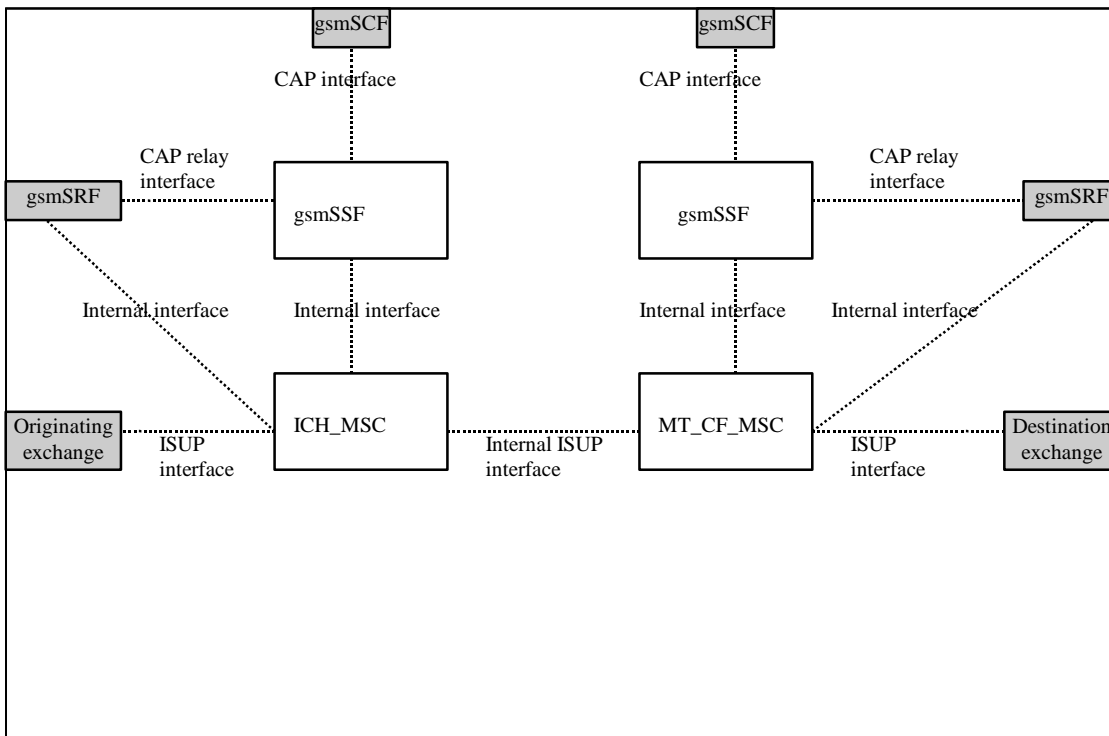 gsmSCF
gsmSCF
CAP interface
CAP interface
CAP relay
interface
CAP relay
interface
gsmSRF
gsmSSF
gsmSSF
gsmSRF
Internal interface
Internal interface
Internal interface
Internal interface
Originating
exchange
ISUP
interface
ICH_MSC
Internal ISUP
interface
MT_CF_MSC
ISUP
interface
Destination
exchange